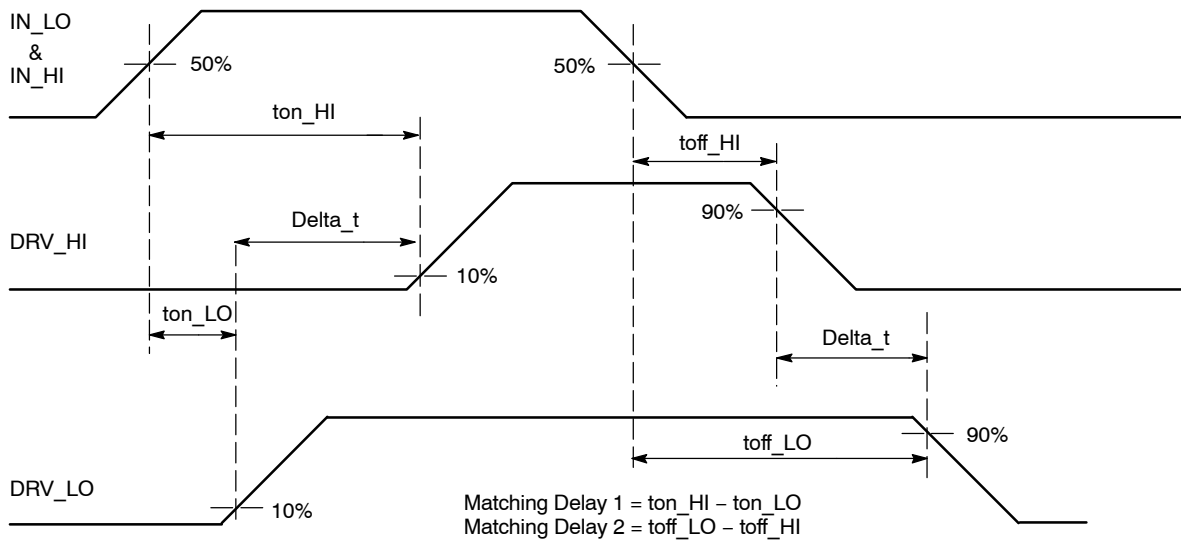 IN_LO
&
IN_HI
50%
50%
ton_HI
toff_HI
90%
Delta_t
DRV_HI
10%
ton_LO
Delta_t
90%
toff_LO
DRV_LO
10%
Matching Delay 1 = ton_HI − ton_LO
Matching Delay 2 = toff_LO − toff_HI